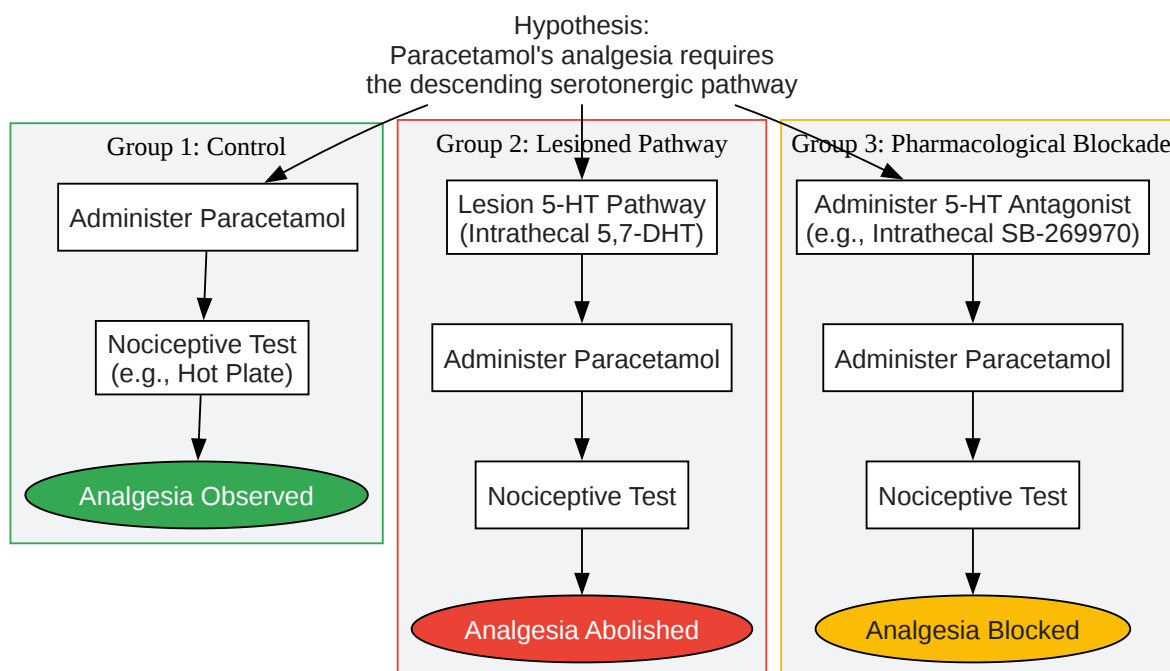 Hypothesis:
Paracetamol's analgesia requires
the descending serotonergic pathway
Group 1: Control
Administer Paracetamol
Nociceptive Test
(e.g., Hot Plate)
Analgesia Observed
Group 2: Lesioned Pathway
Lesion 5-HT Pathway
(Intrathecal 5,7-DHT)
Administer Paracetamol
Nociceptive Test
Analgesia Abolished
Group 3: Pharmacological Blockade
Administer 5-HT Antagonist
(e.g., Intrathecal SB-269970)
Administer Paracetamol
Nociceptive Test
Analgesia Blocked